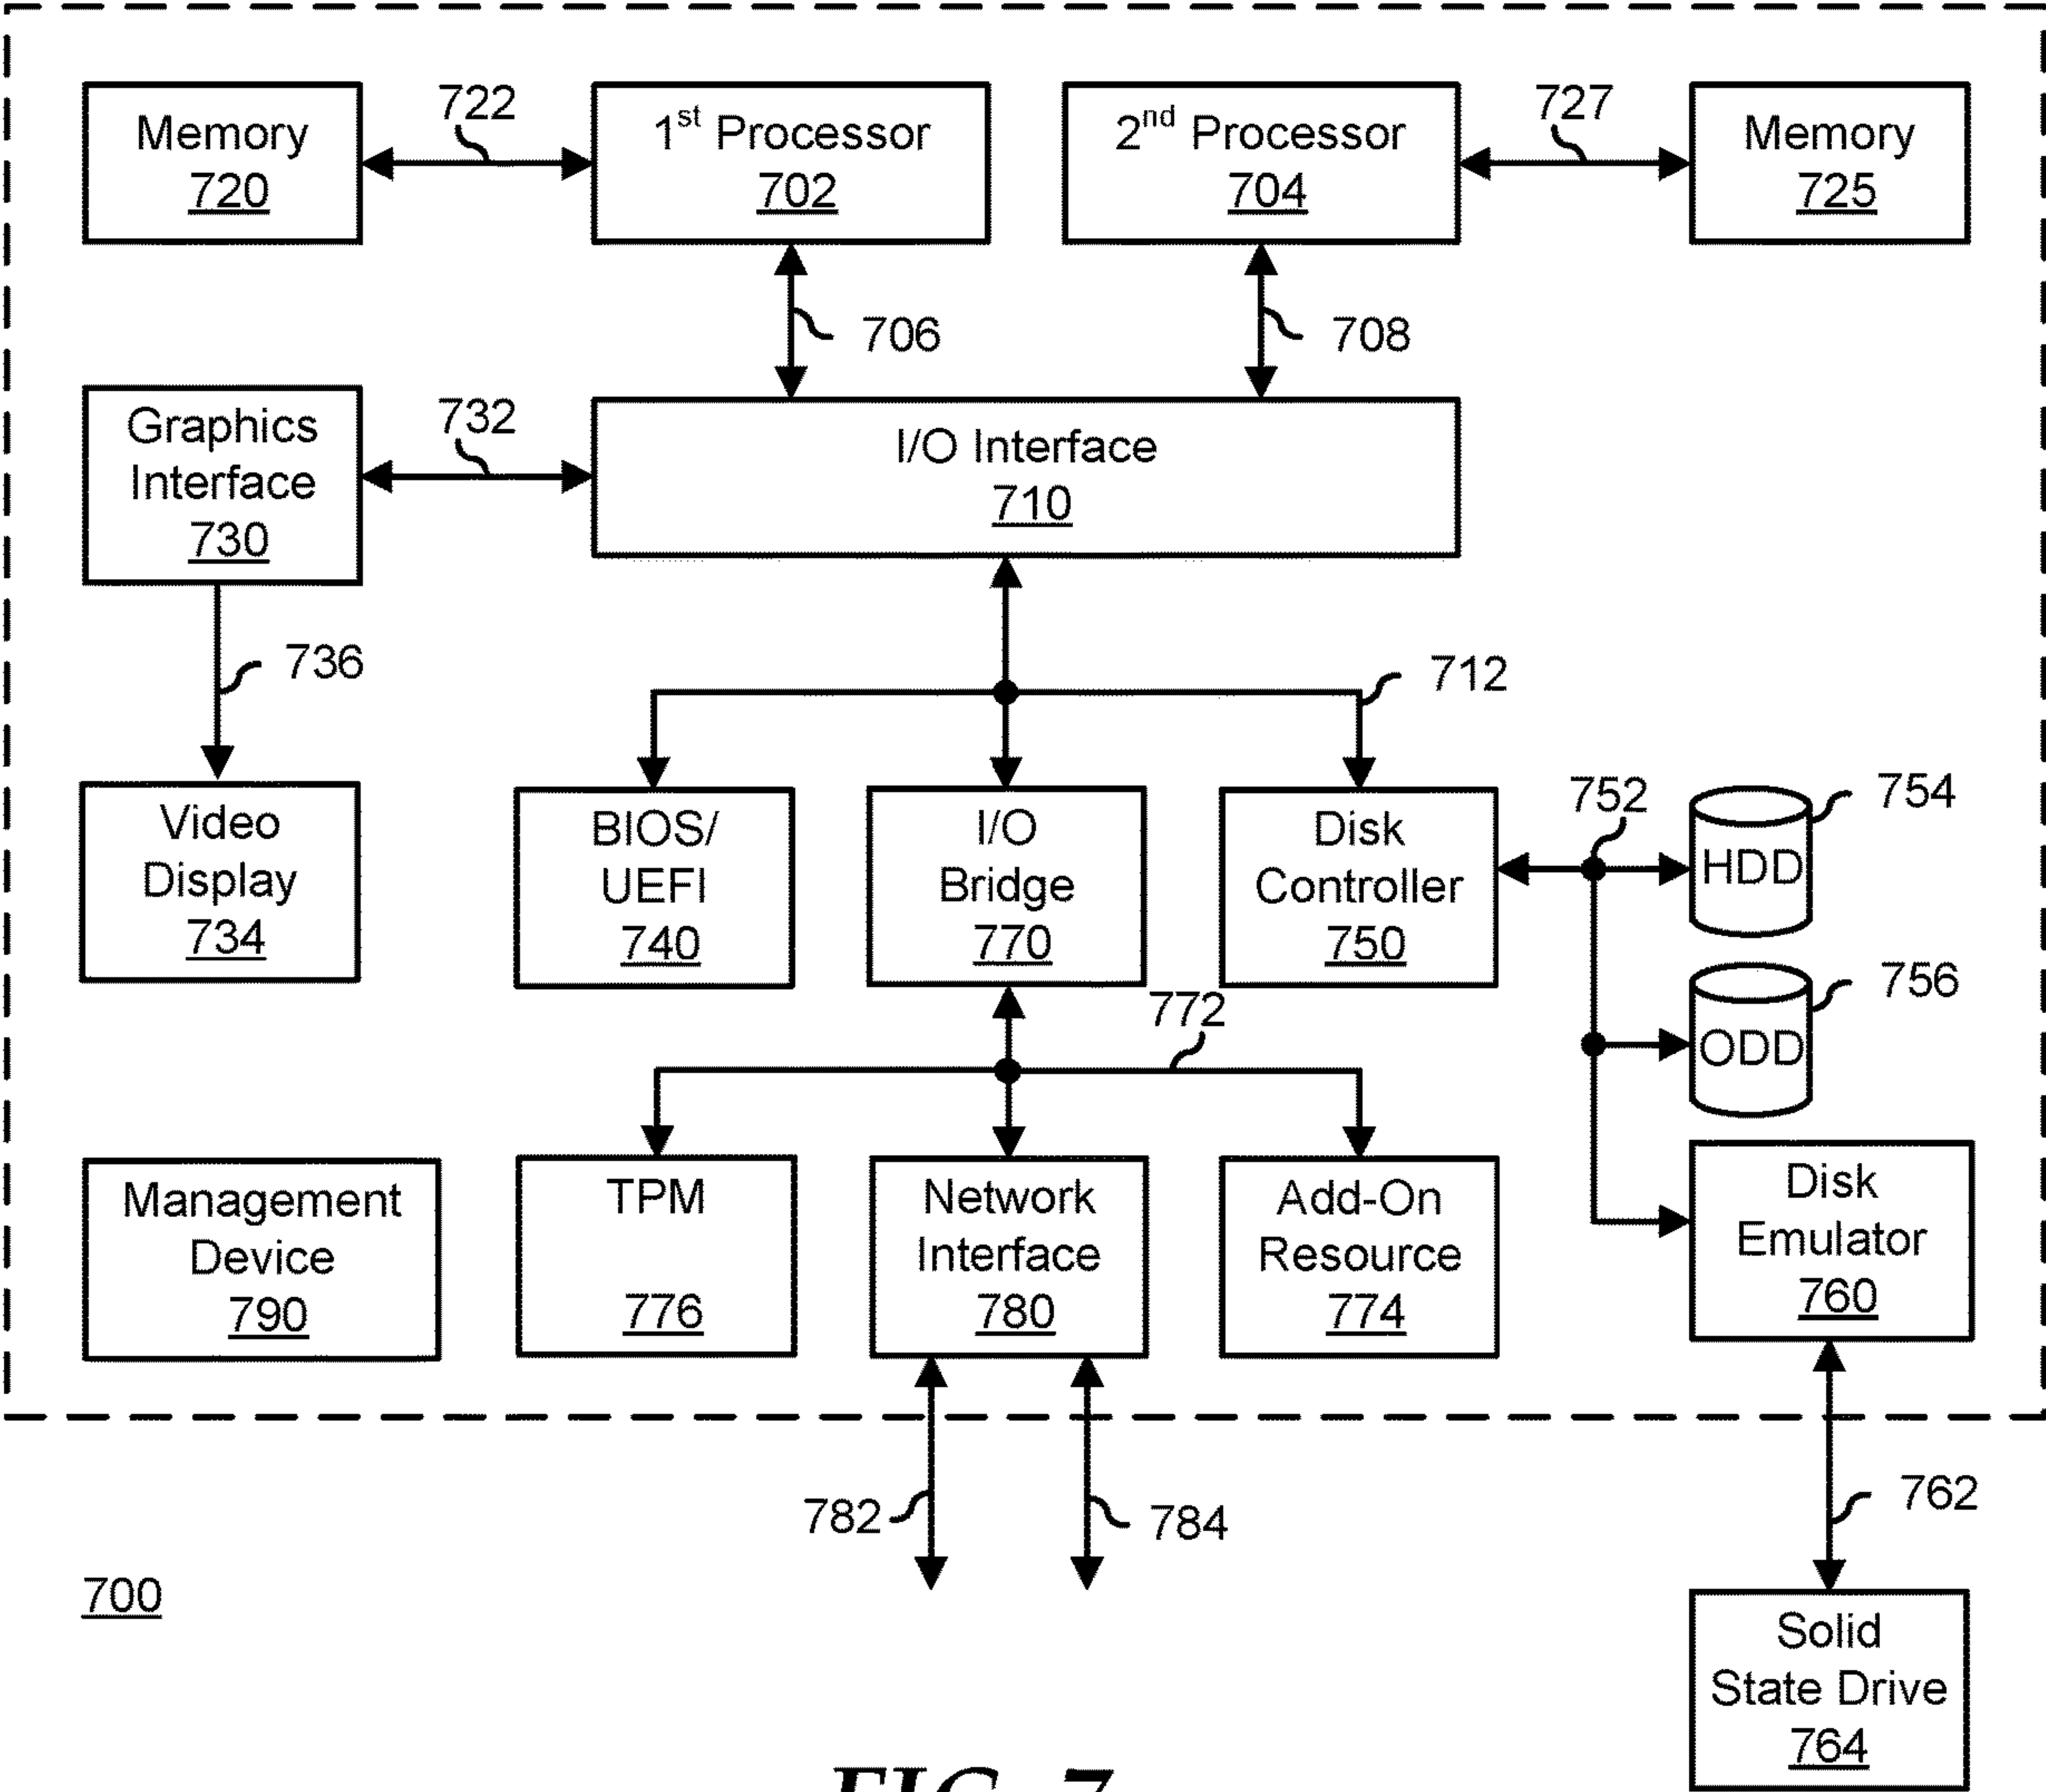 Memory
720
722
1st Processor
702
2nd Processor
704
727
Memory
725
706
708
Graphics
Interface
730
732
I/O Interface
710
736
712
Video
Display
734
BIOS/
UEFI
740
I/O
Bridge
770
Disk
Controller
750
752
HDD
754
ODD
756
772
Management
Device
790
TPM
776
Network
Interface
780
Add-On
Resource
774
Disk
Emulator
760
782
784
762
700
Solid
State Drive
764
FIG. 7